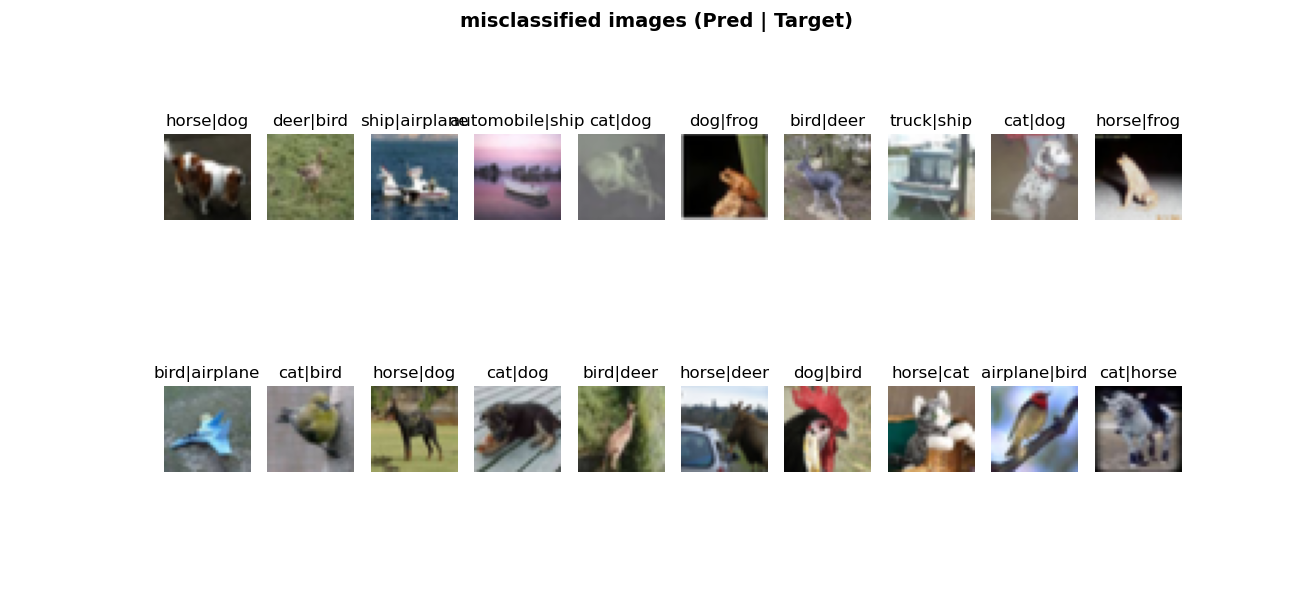 misclassified images (Pred | Target)
horse|dog deer|bird ship|airplane automobile|ship cat|dog dog|frog bird|deer truck|ship cat|dog horse|frog
bird|airplane cat|bird horse|dog cat|dog bird|deer horse|deer dog|bird horse|cat airplane|bird cat|horse